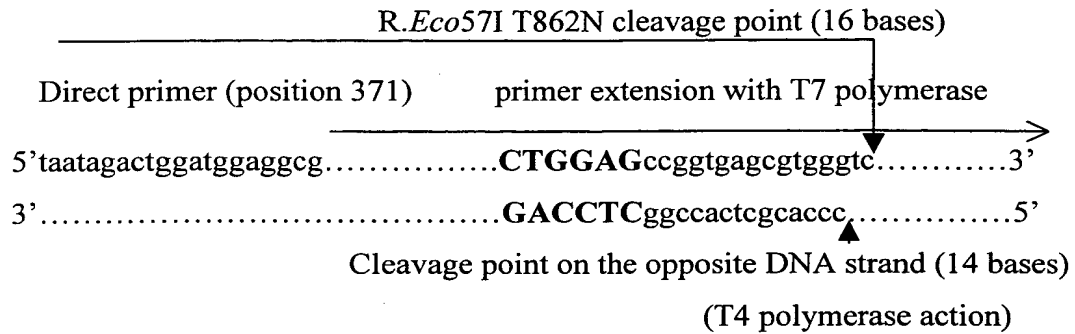 R.Eco57I T862N cleavage point (16 bases)
Direct primer (position 371) primer extension with T7 polymerase
5’taatagactggatggaggcg..................CTGGAGccggtgagcgtgggtc............3’
3’................................................GACCTCggccactcgcaccc...............5’
Cleavage point on the opposite DNA strand (14 bases)
(T4 polymerase action)